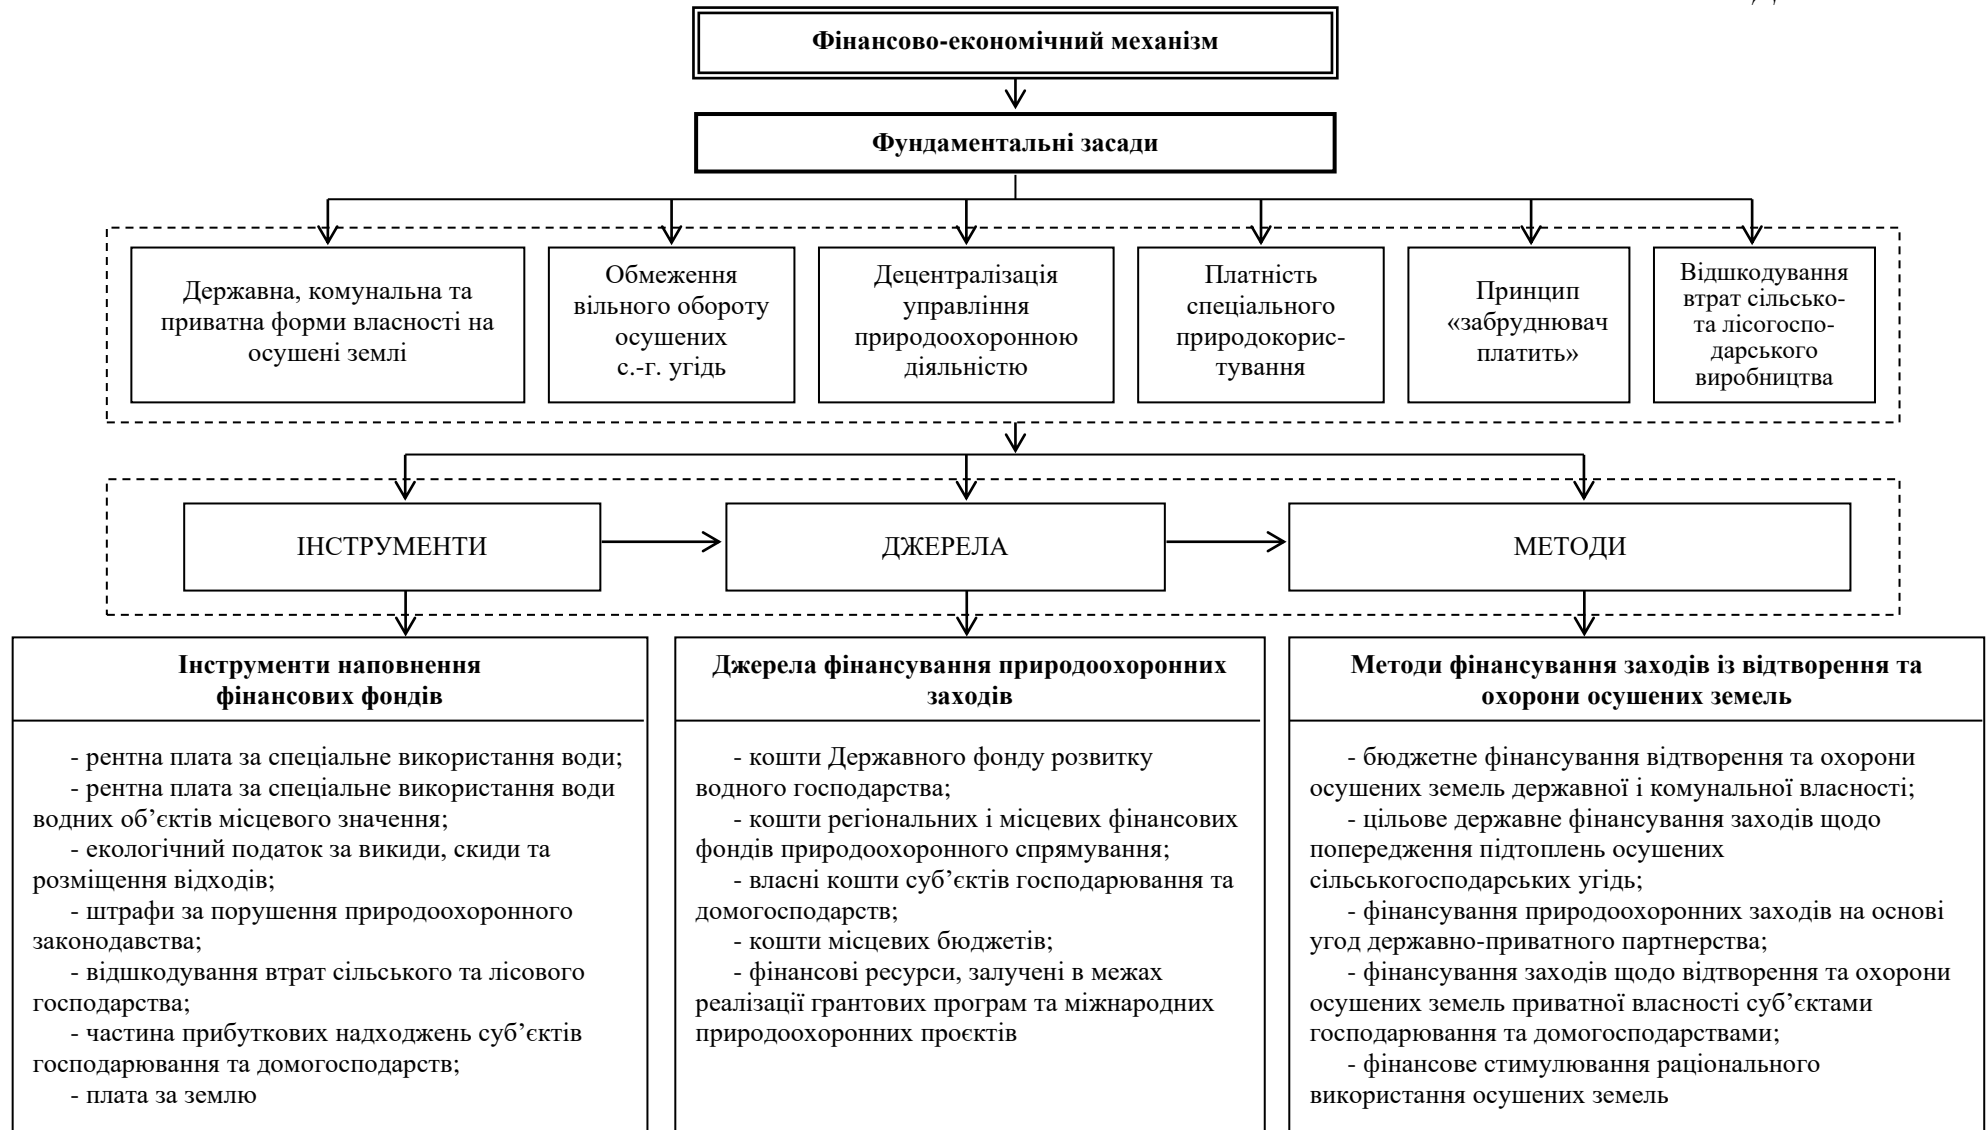 Фінансово-економічний механізм
Фундаментальні засади
Державна, комунальна та
приватна форми власності на
осушені землі
Обмеження
вільного обороту
осушених
с.-г. угідь
Децентралізація
управління
природоохоронною
діяльністю
Платність
спеціального
природокорис-
тування
Принцип
«забруднювач
платить»
Відшкодування
втрат сільсько-
та лісогоспо-
дарського
виробництва
ІНСТРУМЕНТИ
ДЖЕРЕЛА
МЕТОДИ
Інструменти наповнення
фінансових фондів
- рентна плата за спеціальне використання води;
- рентна плата за спеціальне використання води
водних об’єктів місцевого значення;
- екологічний податок за викиди, скиди та
розміщення відходів;
- штрафи за порушення природоохоронного
законодавства;
- відшкодування втрат сільського та лісового
господарства;
- частина прибуткових надходжень суб’єктів
господарювання та домогосподарств;
- плата за землю
Джерела фінансування природоохоронних
заходів
- кошти Державного фонду розвитку
водного господарства;
- кошти регіональних і місцевих фінансових
фондів природоохоронного спрямування;
- власні кошти суб’єктів господарювання та
домогосподарств;
- кошти місцевих бюджетів;
- фінансові ресурси, залучені в межах
реалізації грантових програм та міжнародних
природоохоронних проєктів
Методи фінансування заходів із відтворення та
охорони осушених земель
- бюджетне фінансування відтворення та охорони
осушених земель державної і комунальної власності;
- цільове державне фінансування заходів щодо
попередження підтоплень осушених
сільськогосподарських угідь;
- фінансування природоохоронних заходів на основі
угод державно-приватного партнерства;
- фінансування заходів щодо відтворення та охорони
осушених земель приватної власності суб’єктами
господарювання та домогосподарствами;
- фінансове стимулювання раціонального
використання осушених земель